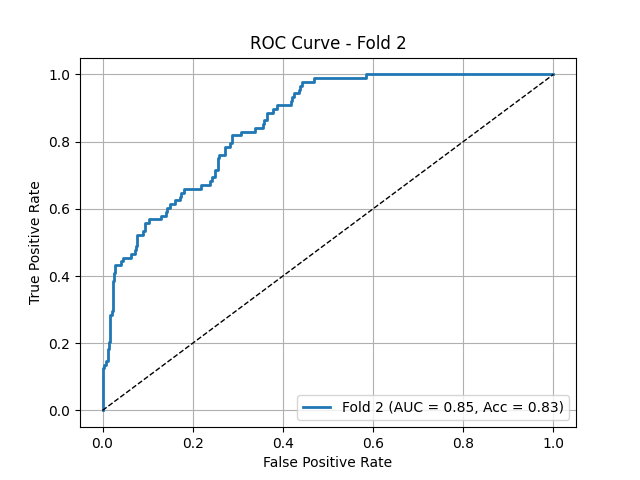 ROC Curve - Fold 2
True Positive Rate
1.0
0.8
0.6
0.4
0.2
0.0
Fold 2 (AUC = 0.85, Acc = 0.83)
0.0 0.2 0.4 0.6 0.8 1.0
False Positive Rate